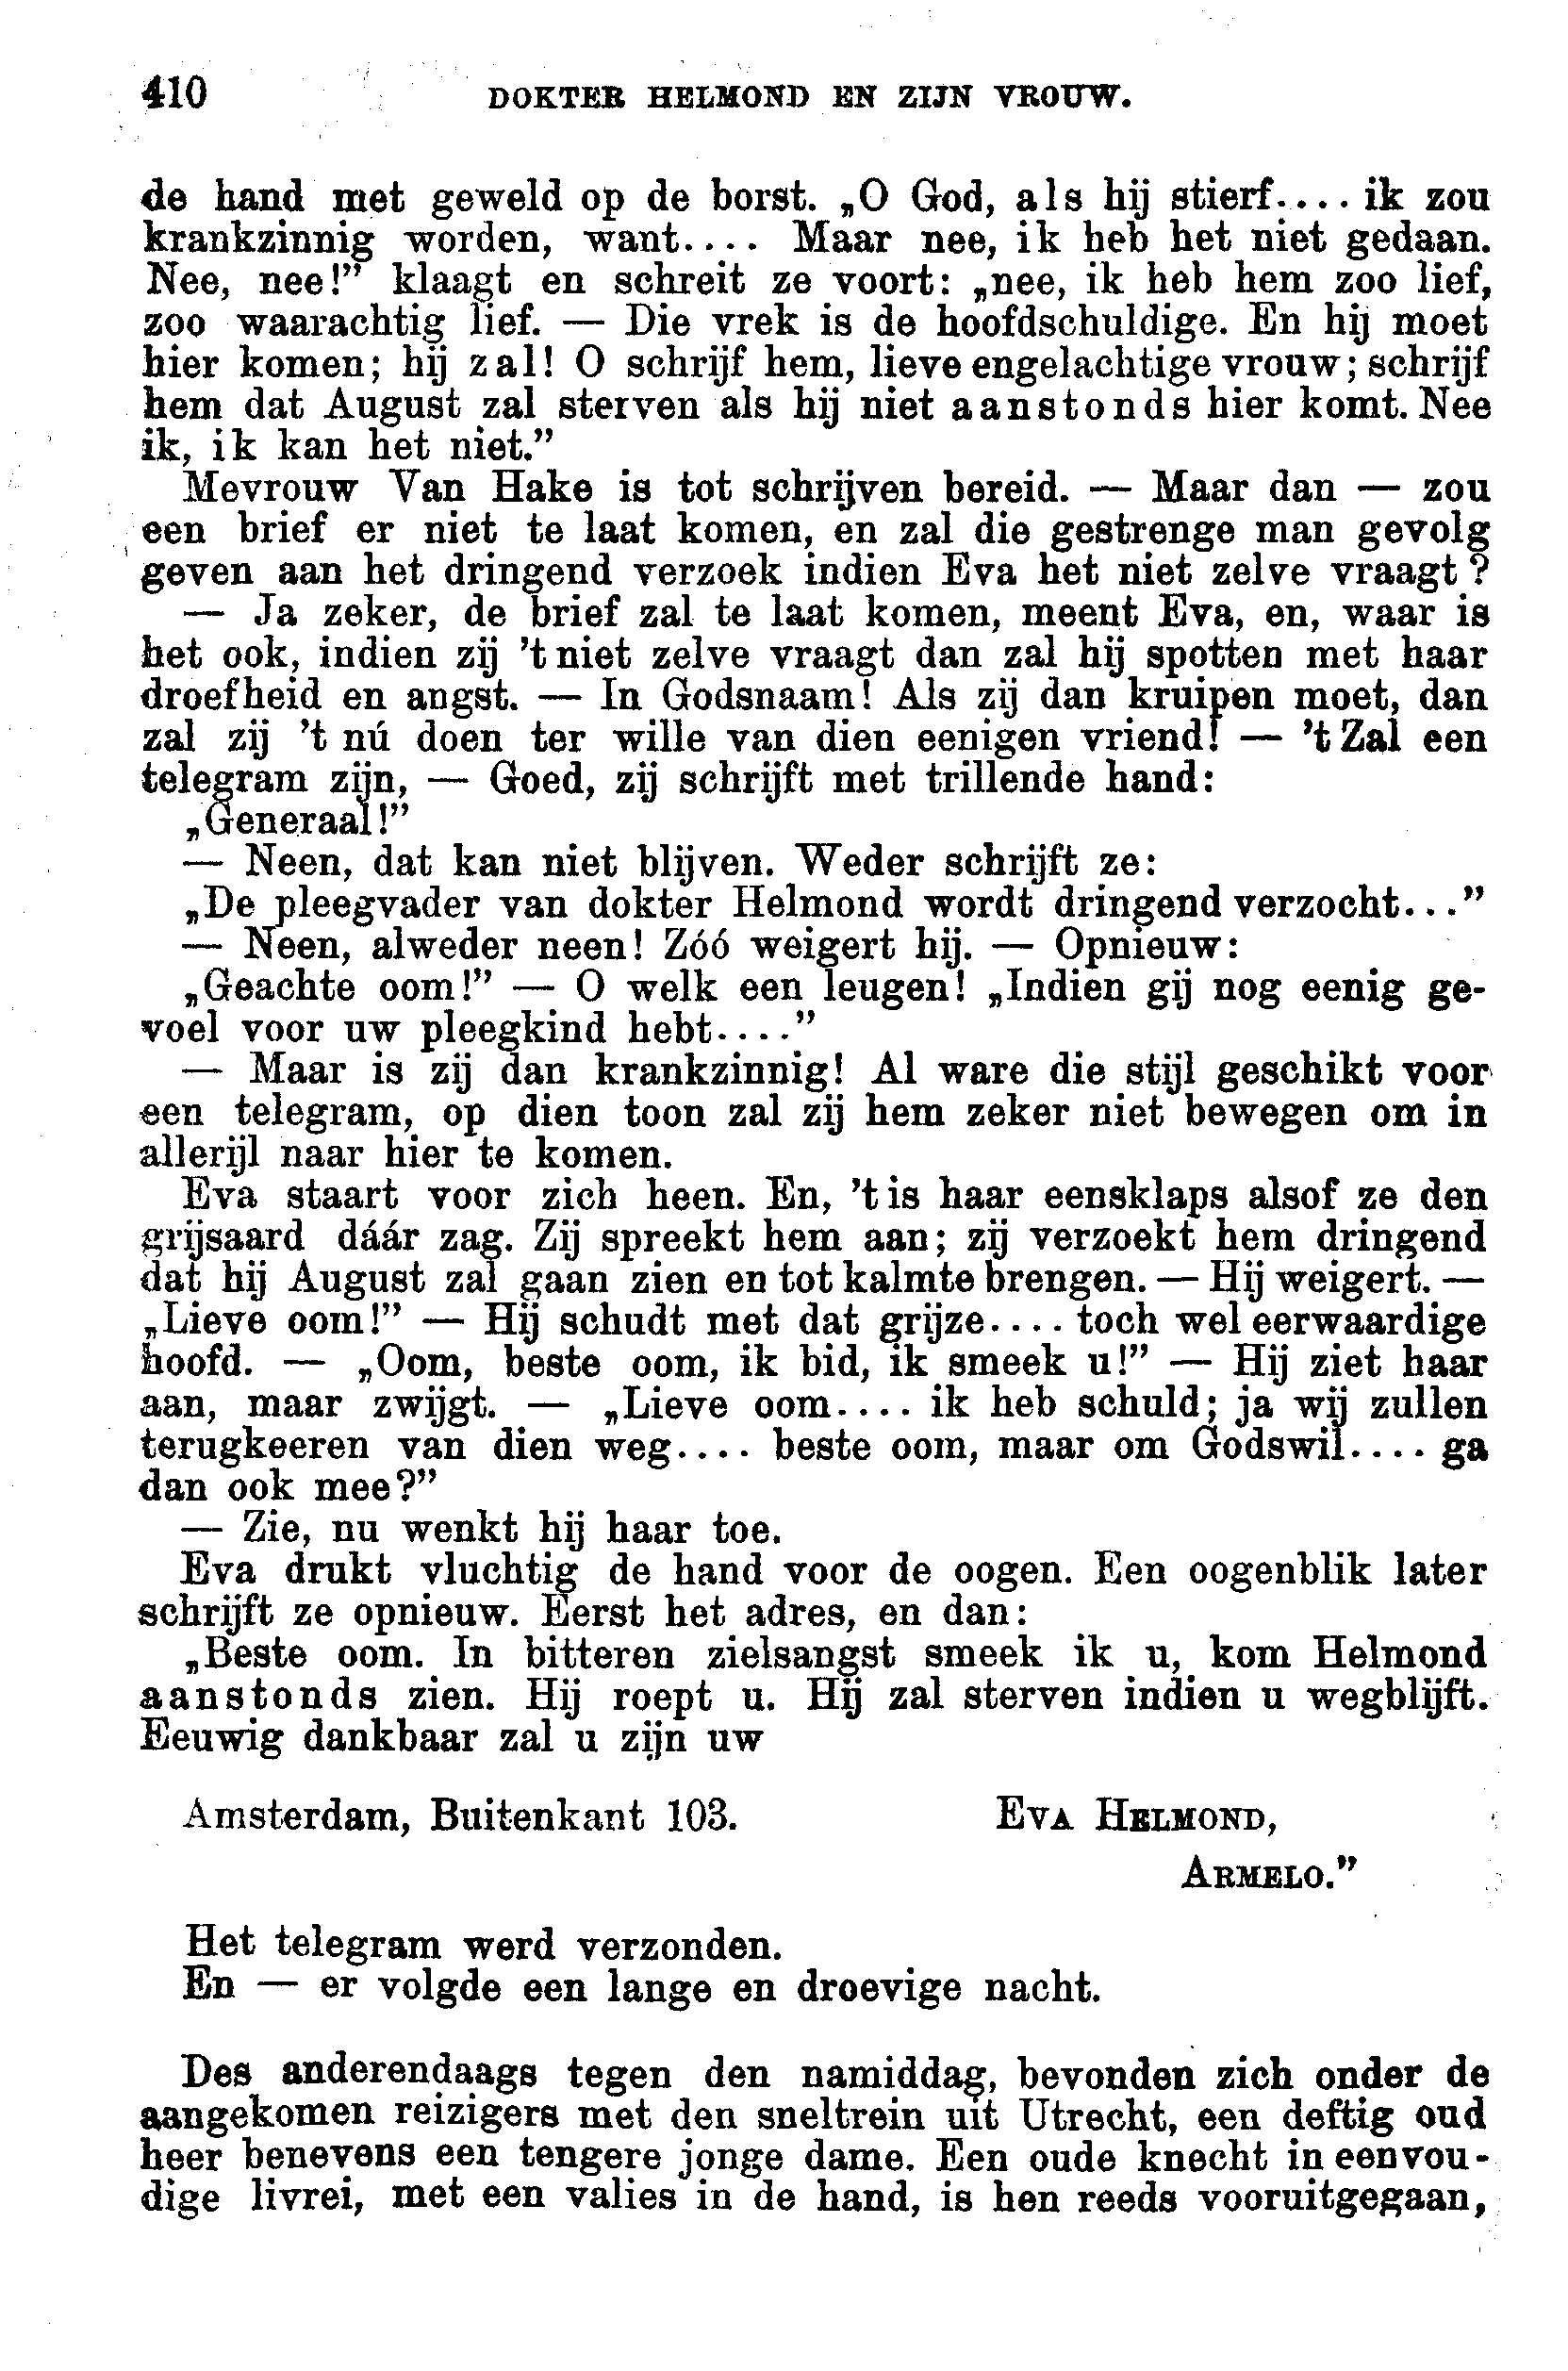 410 DOKTER HELMOND EN ZIJN VROUW.
de hand met geweld op de borst. „O God, als hij stierf.... ik zou
krankzinnig worden, want.... Maar nee, ik heb het niet gedaan.
Nee, nee!” klaagt en schreit ze voort: „nee, ik heb hem zoo lief,
zoo waarachtig lief. — Die vrek is de hoofdschuldige. En hij moet
hier komen; hij zal! O schrijf hem, lieve engelachtige vrouw; schrijf
hem dat August zal sterven als hij niet aanstonds hier komt. Nee
ik, ik kan het niet.”
Mevrouw Van Hake is tot schrijven bereid. — Maar dan — zou
een brief er niet te laat komen, en zal die gestrenge man gevolg
geven aan het dringend verzoek indien Eva het niet zelve vraagt?
— Ja zeker, de brief zal te laat komen, meent Eva, en, waar is
het ook, indien zij 't niet zelve vraagt dan zal hij spotten met haar
droefheid en angst. — In Godsnaam! Als zij dan kruipen moet, dan
zal zij 't nú doen ter wille van dien eenigen vriend! — 't Zal een
telegram zijn, — Goed, zij schrijft met trillende hand:
„Generaal!”
— Neen, dat kan niet blijven. Weder schrijft ze:
„De pleegvader van dokter Helmond wordt dringend verzocht...”
— Neen, alweder neen! Zóó weigert hij. — Opnieuw:
„Geachte oom!” — O welk een leugen! „Indien gij nog eenig ge-
voel voor uw pleegkind hebt....”
— Maar is zij dan krankzinnig! Al ware die stijl geschikt voor
een telegram, op dien toon zal zij hem zeker niet bewegen om in
allerijl naar hier te komen.
Eva staart voor zich heen. En, 't is haar eensklaps alsof ze den
grijsaard dáár zag. Zij spreekt hem aan; zij verzoekt hem dringend
dat hij August zal gaan zien en tot kalmte brengen. — Hij weigert. —
„Lieve oom!” — Hij schudt met dat grijze.... toch wel eerwaardige
hoofd. — „Oom, beste oom, ik bid, ik smeek u!” — Hij ziet haar
aan, maar zwijgt. — „Lieve oom.... ik heb schuld; ja wij zullen
terugkeeren van dien weg.... beste oom, maar om Godswil.... ga
dan ook mee?”
— Zie, nu wenkt hij haar toe.
Eva drukt vluchtig de hand voor de oogen. Een oogenblik later
schrijft ze opnieuw. Eerst het adres, en dan:
„Beste oom. In bitteren zielsangst smeek ik u, kom Helmond
aanstonds zien. Hij roept u. Hij zal sterven indien u wegblijft.
Eeuwig dankbaar zal u zijn uw
Amsterdam, Buitenkant 103. EVA HELMOND,
ARMELO.”
Het telegram werd verzonden.
En — er volgde een lange en droevige nacht.
Des anderendaags tegen den namiddag, bevonden zich onder de
aangekomen reizigers met den sneltrein uit Utrecht, een deftig oud
heer benevens een tengere jonge dame. Een oude knecht in eenvou-
dige livrei, met een valies in de hand, is hen reeds vooruitgegaan,